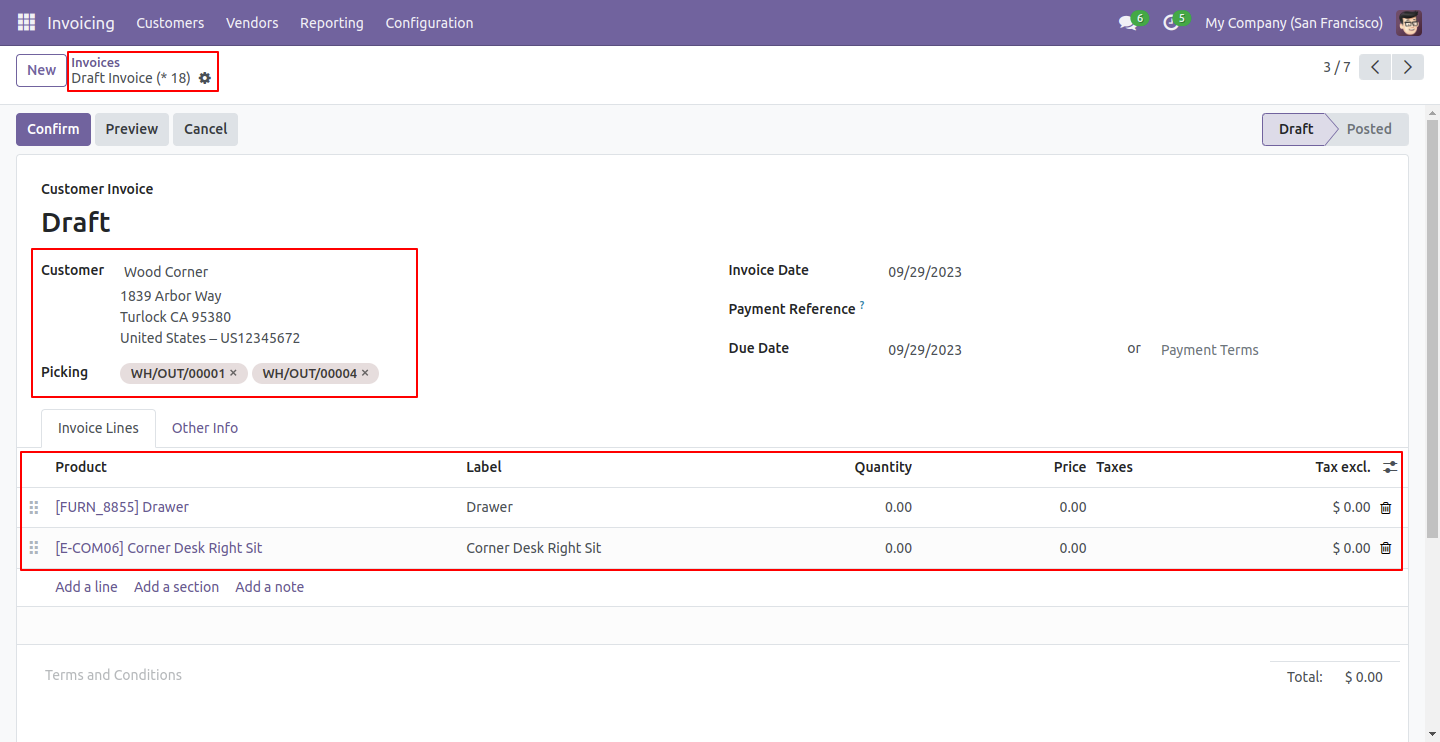 Invoicing Customers Vendors Reporting Configuration 6 5 My Company (San Francisco)
New Invoices 3 / 7
Draft Invoice (* 18)
Confirm Preview Cancel Draft Posted
Customer Invoice
Draft
Customer Wood Corner Invoice Date 09/29/2023
1839 Arbor Way
Turlock CA 95380 Payment Reference ?
United States – US12345672
Due Date 09/29/2023 or Payment Terms
Picking WH/OUT/00001 × WH/OUT/00004 ×
Invoice Lines Other Info
Product Label Quantity Price Taxes Tax excl.
[FURN_8855] Drawer Drawer 0.00 0.00 $ 0.00
[E-COM06] Corner Desk Right Sit Corner Desk Right Sit 0.00 0.00 $ 0.00
Add a line Add a section Add a note
Terms and Conditions Total: $ 0.00